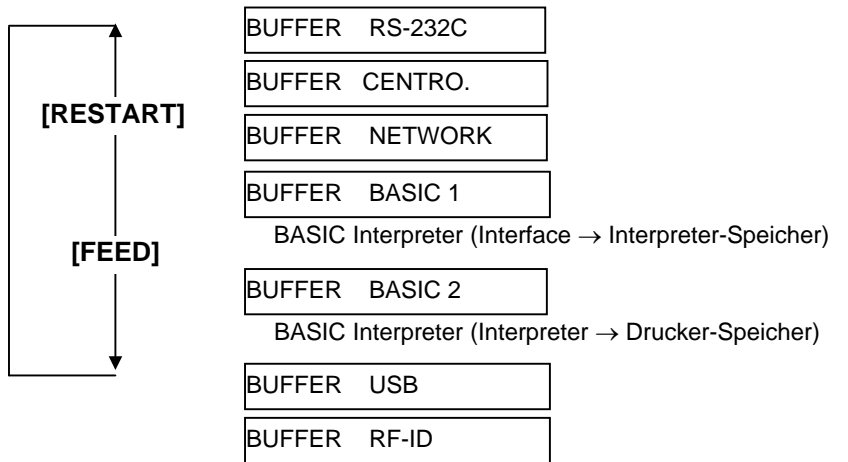 BUFFER RS-232C
BUFFER CENTRO.
[RESTART]
BUFFER NETWORK
BUFFER BASIC 1
BASIC Interpreter (Interface → Interpreter-Speicher)
[FEED]
BUFFER BASIC 2
BASIC Interpreter (Interpreter → Drucker-Speicher)
BUFFER USB
BUFFER RF-ID